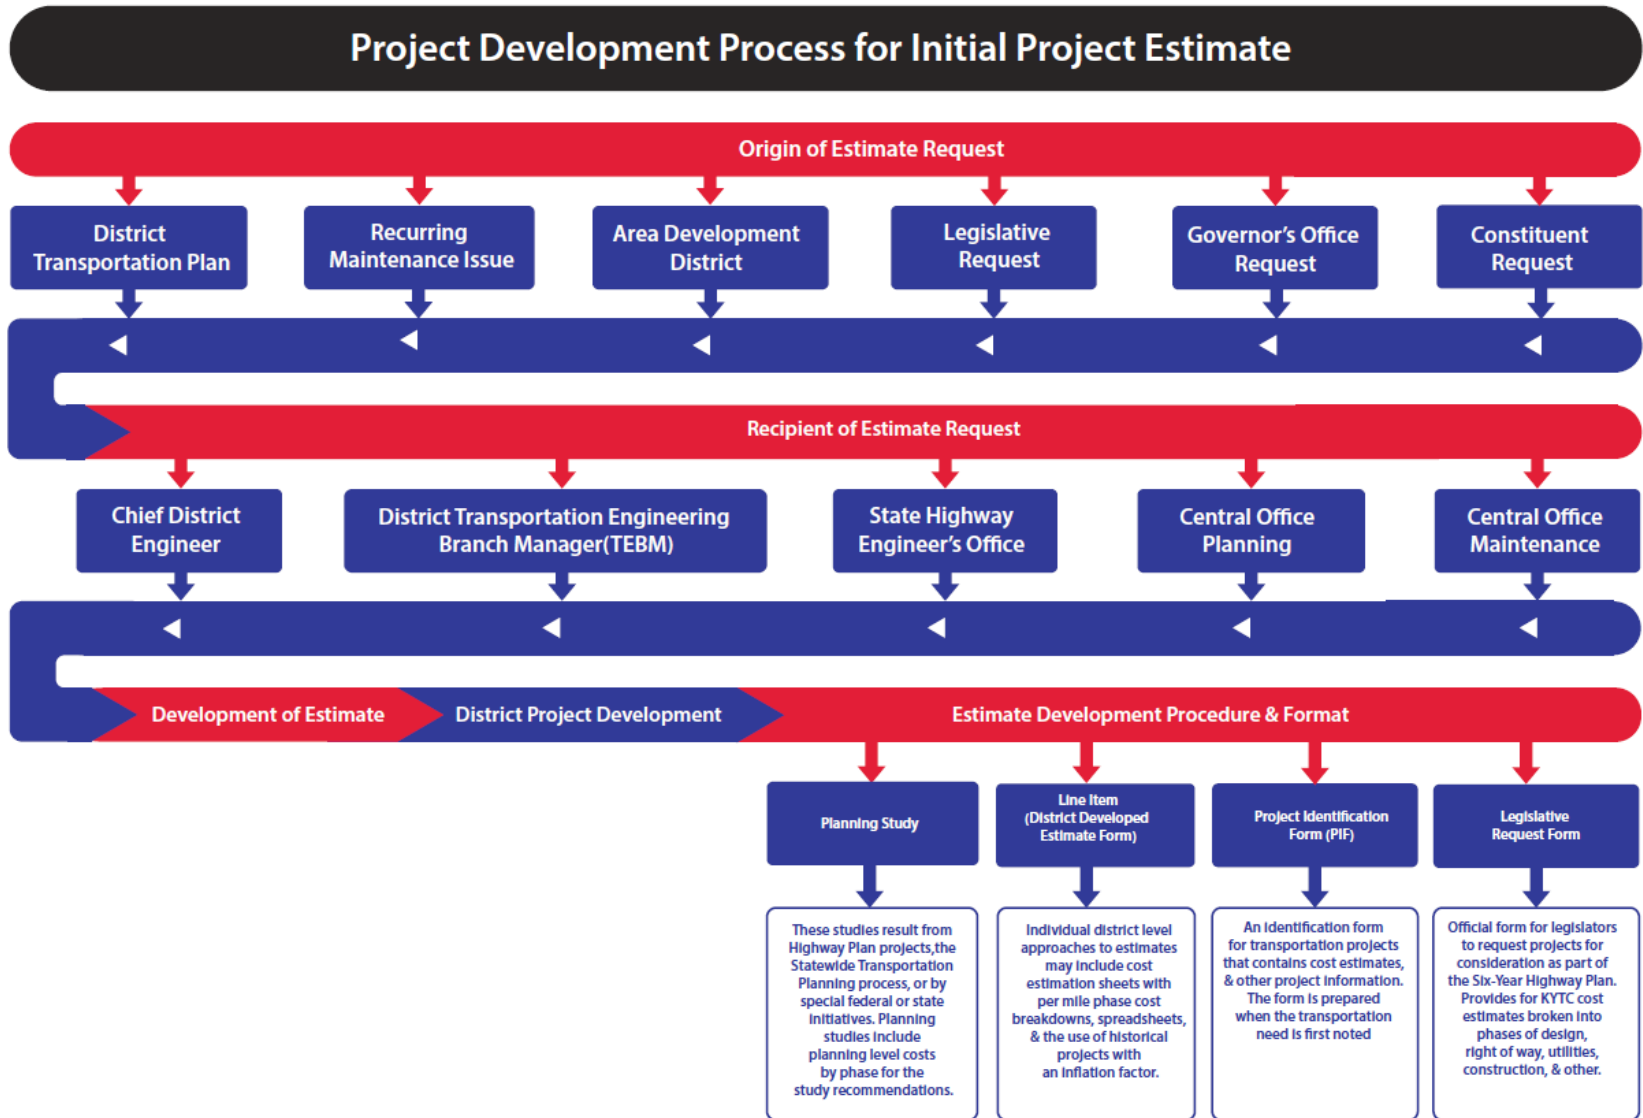 Project Development Process for Initial Project Estimate
Origin of Estimate Request
District
Transportation Plan
Recurring
Maintenance Issue
Area Development
District
Legislative
Request
Governor's Office
Request
Constituent
Request
Recipient of Estimate Request
Chief District
Engineer
District Transportation Engineering
Branch Manager(TEBM)
State Highway
Engineer's Office
Central Office
Planning
Central Office
Maintenance
Development of Estimate
District Project Development
Estimate Development Procedure & Format
Planning Study
Line Item
(District Developed
Estimate Form)
Project Identification
Form (PIF)
Legislative
Request Form
These studies result from
Highway Plan projects,the
Statewide Transportation
Planning process, or by
special federal or state
initiatives. Planning
studies include
planning level costs
by phase for the
study recommendations.
Individual district level
approaches to estimates
may include cost
estimation sheets with
per mile phase cost
breakdowns, spreadsheets,
& the use of historical
projects with
an inflation factor.
An identification form
for transportation projects
that contains cost estimates,
& other project information.
The form is prepared
when the transportation
need is first noted
Official form for legislators
to request projects for
consideration as part of
the Six-Year Highway Plan.
Provides for KYTC cost
estimates broken into
phases of design,
right of way, utilities,
construction, & other.